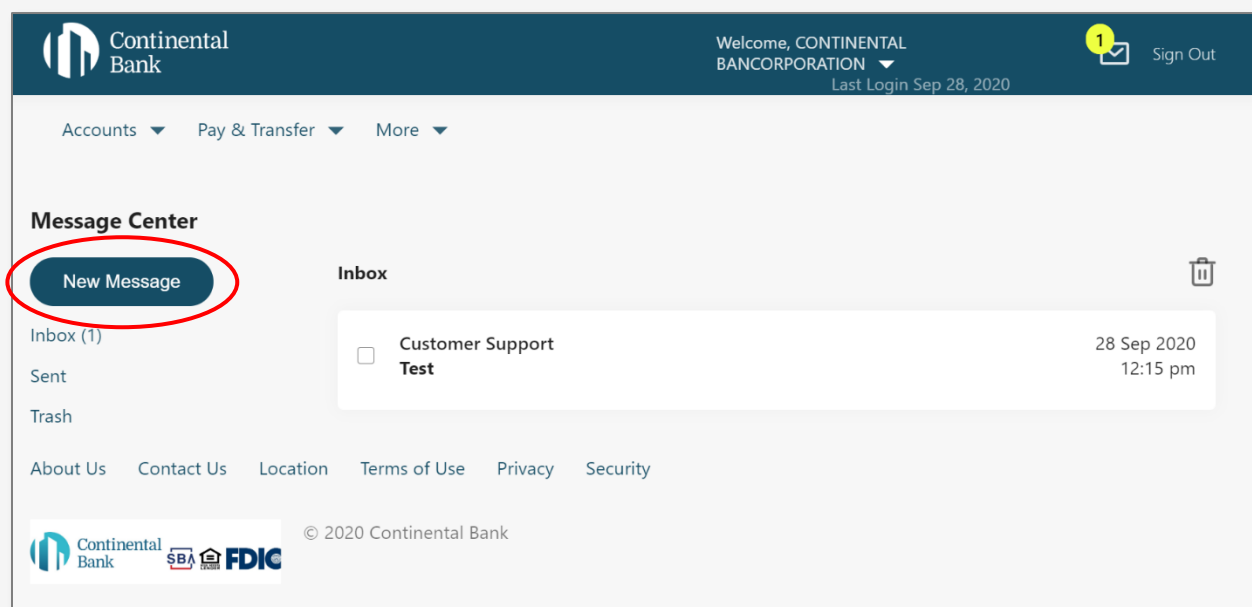 Continental
Bank
Welcome, CONTINENTAL
BANCORPORATION
Last Login Sep 28, 2020
1
Sign Out
Accounts
Pay & Transfer
More
Message Center
New Message
Inbox
Inbox (1)
Customer Support
28 Sep 2020
Test
12:15 pm
Sent
Trash
About Us
Contact Us
Location
Terms of Use
Privacy
Security
Continental
Bank
SBA
FDIC
© 2020 Continental Bank